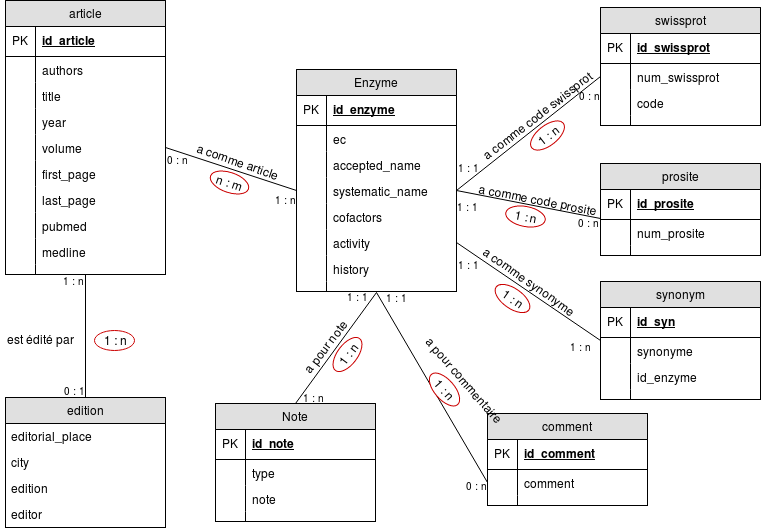 article
PK id_article
authors
title
year
volume
first_page
last_page
pubmed
medline
0 : n
a comme article
n : m
1 : n
Enzyme
PK id_enzyme
ec
accepted_name
systematic_name
cofactors
activity
history
1 : 1
a comme code swissprot
1 : n
0 : n
swissprot
PK id_swissprot
num_swissprot
code
1 : 1
a comme code prosite
1 : n
0 : n
prosite
PK id_prosite
num_prosite
1 : 1
a comme synonyme
1 : n
1 : n
synonym
PK id_syn
synonyme
id_enzyme
1 : n
est édité par
1 : n
0 : 1
edition
editorial_place
city
edition
editor
1 : 1
a pour note
1 : n
1 : n
Note
PK id_note
type
note
1 : 1
a pour commentaire
1 : n
0 : n
comment
PK id_comment
comment